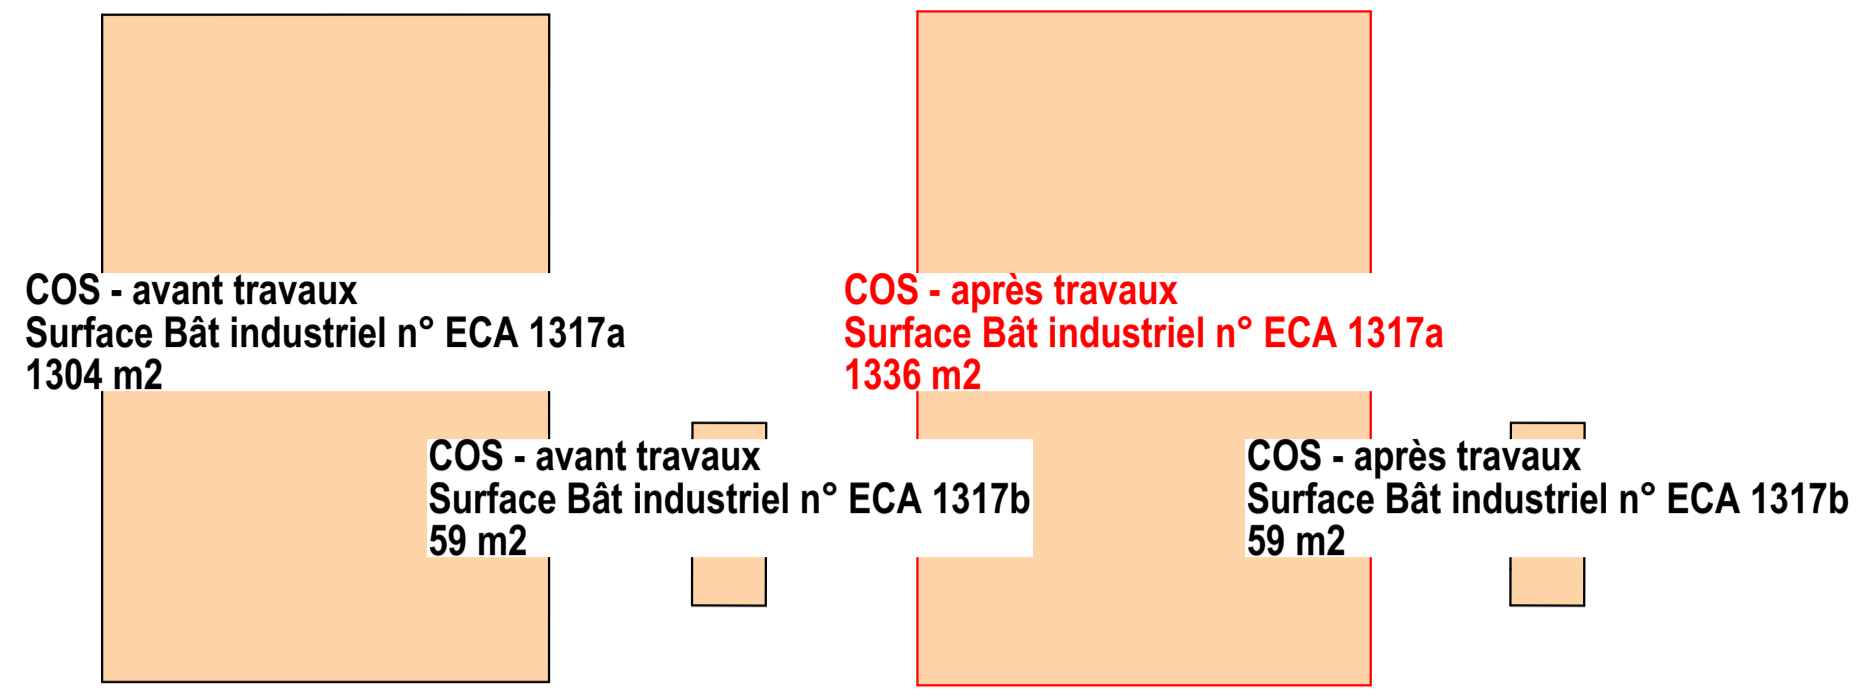 COS - avant travaux
Surface Bât industriel n° ECA 1317a
1304 m2
COS - avant travaux
Surface Bât industriel n° ECA 1317b
59 m2
COS - après travaux
Surface Bât industriel n° ECA 1317a
1336 m2
COS - après travaux
Surface Bât industriel n° ECA 1317b
59 m2